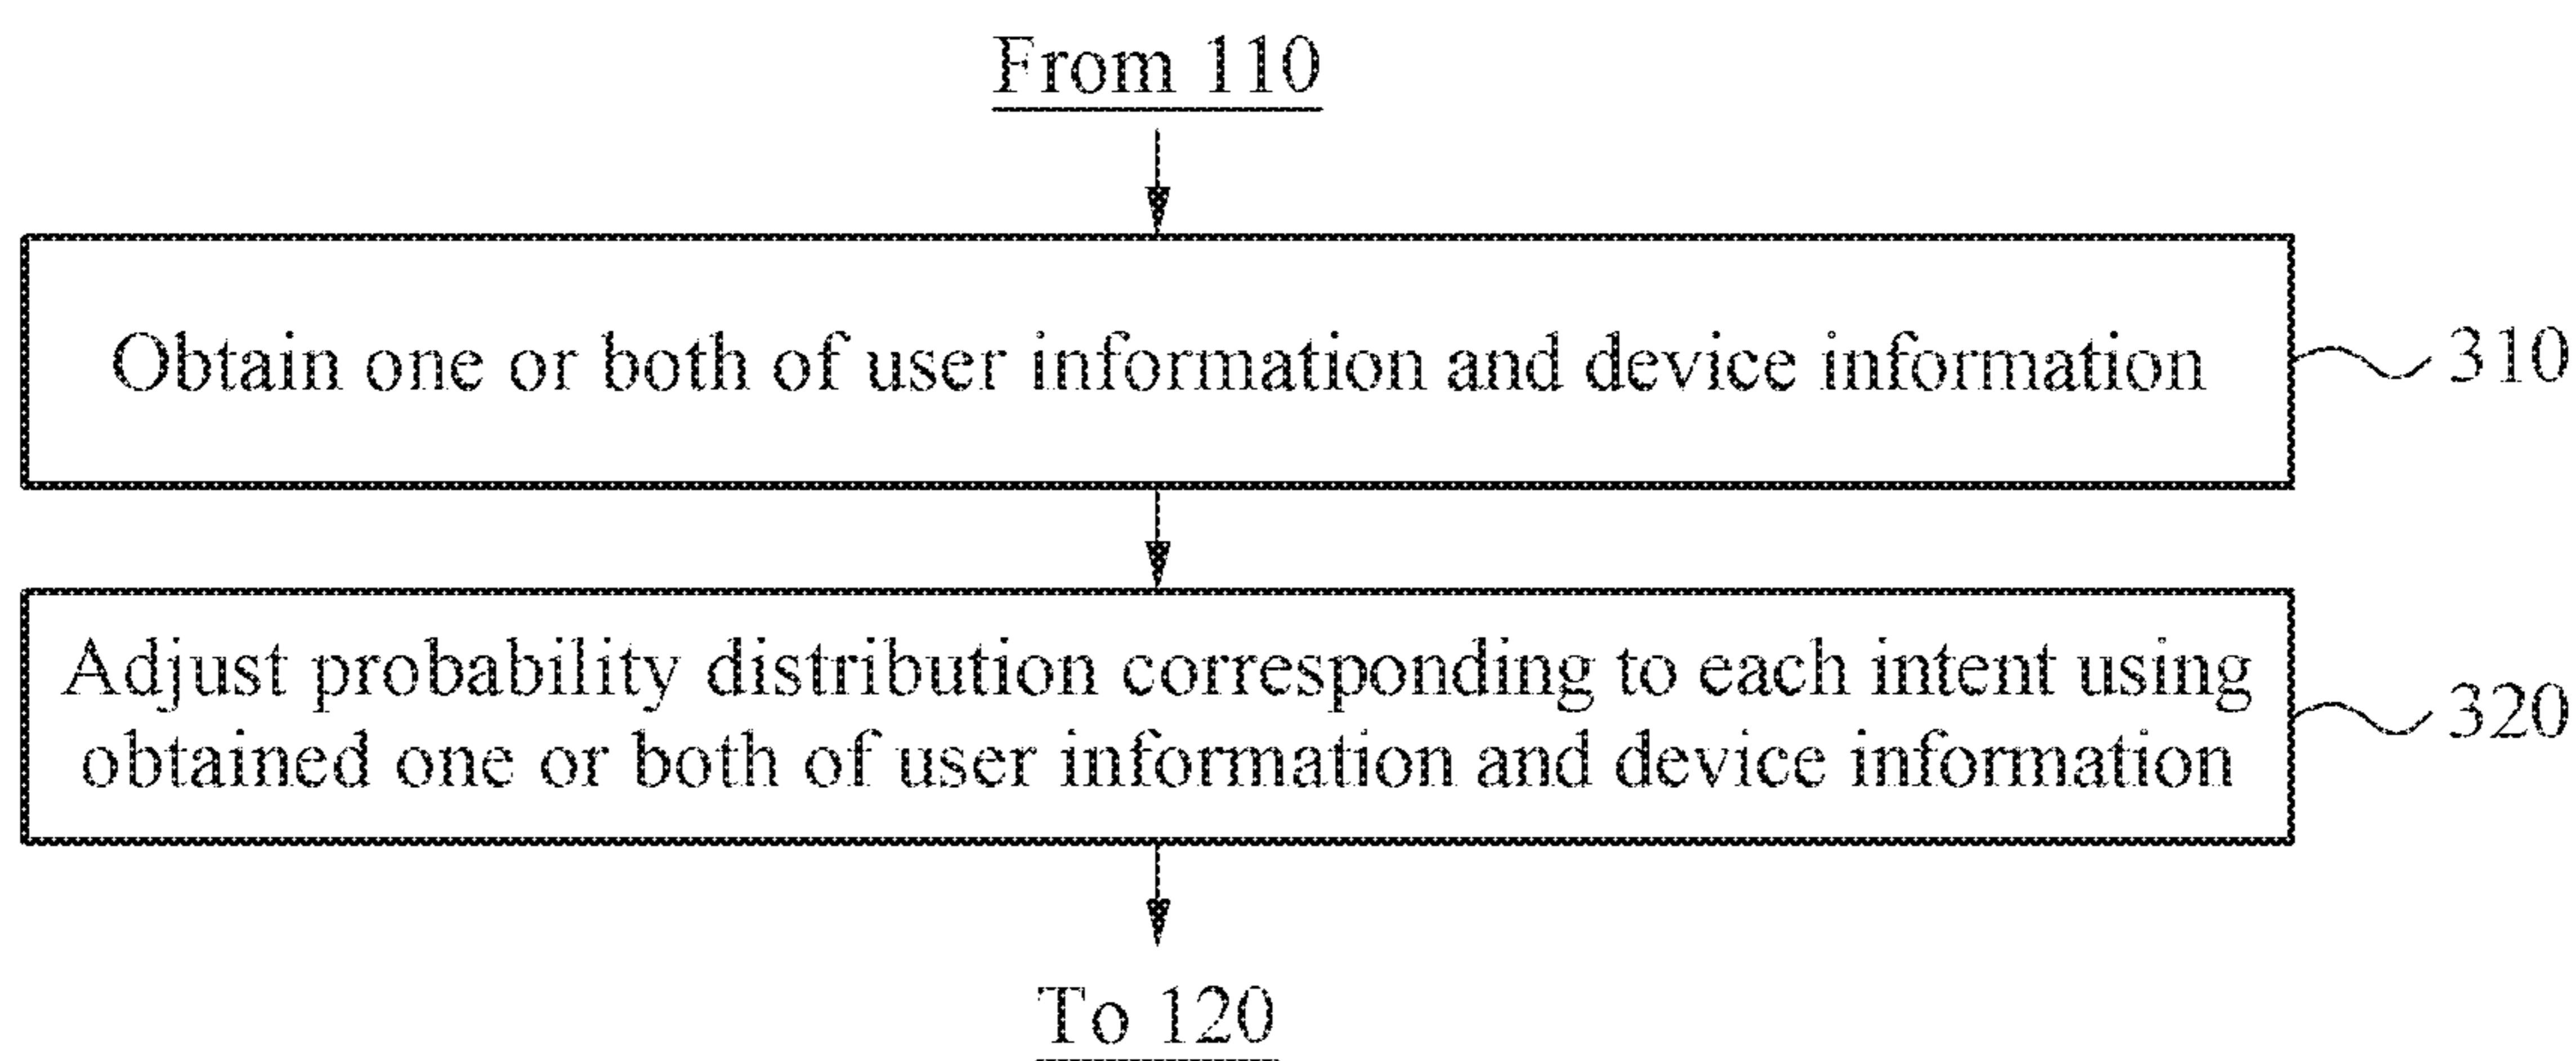 From 110
Obtain one or both of user information and device information
310
Adjust probability distribution corresponding to each intent using
obtained one or both of user information and device information
320
To 120